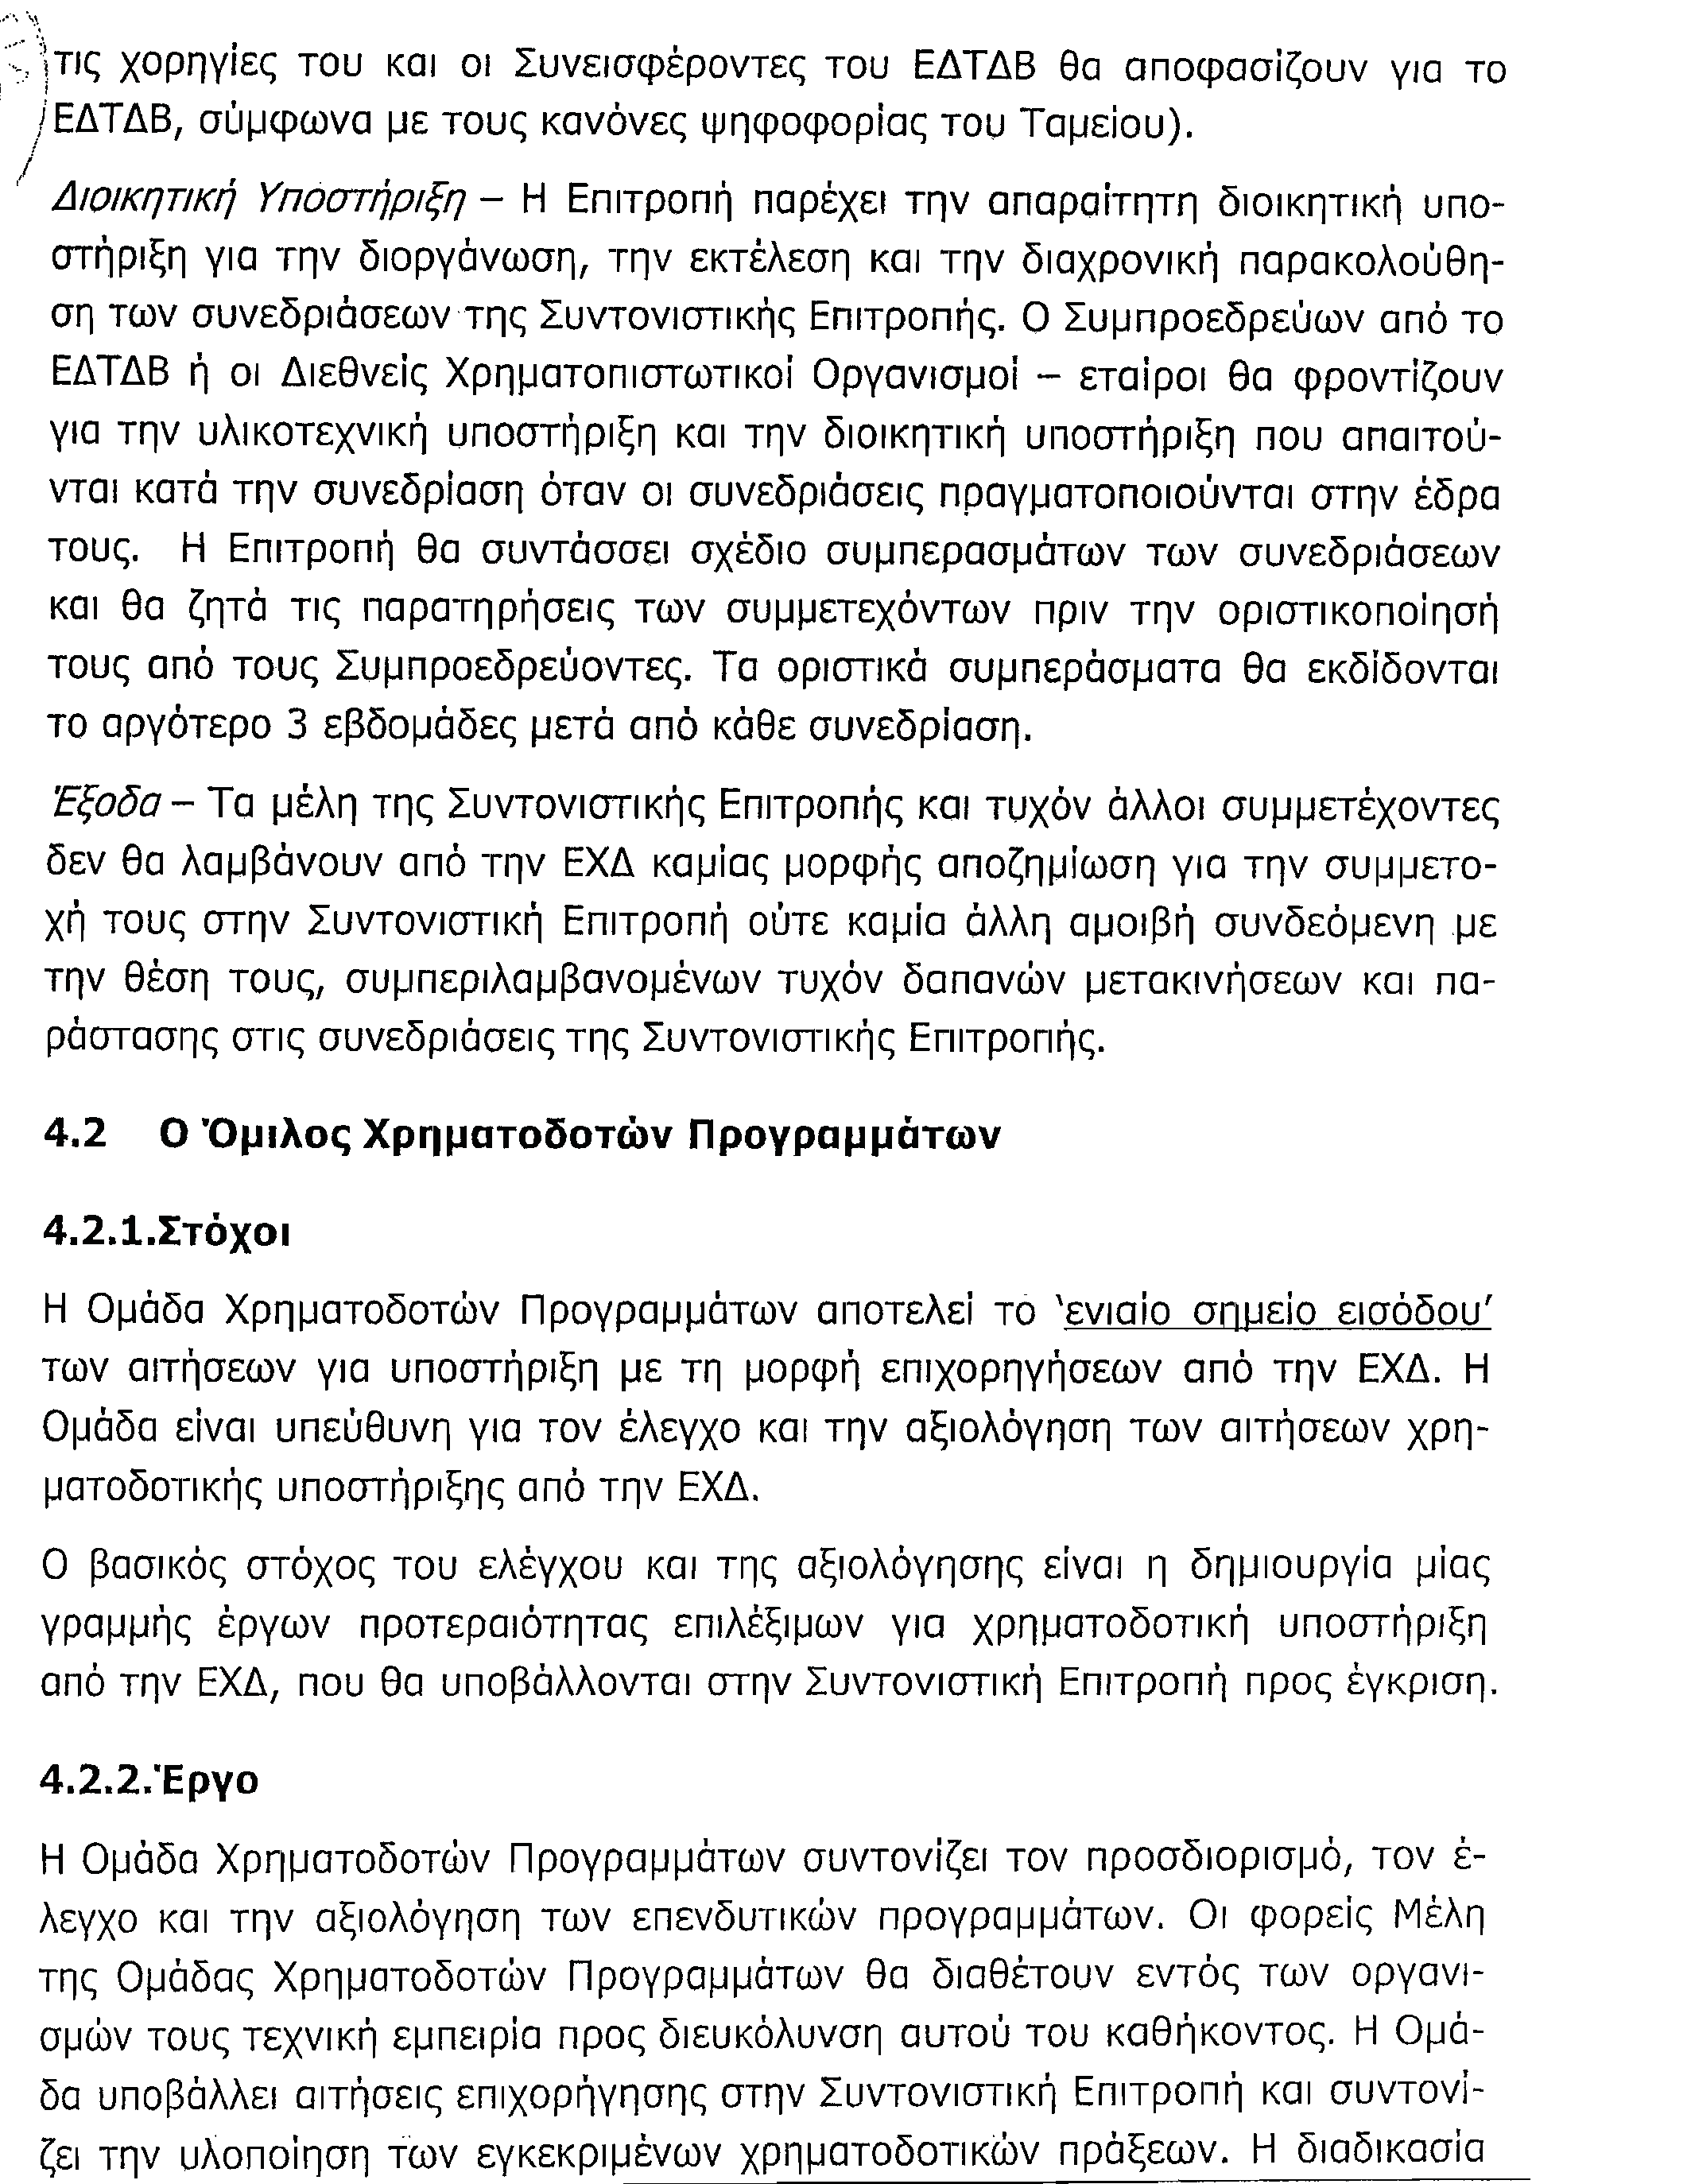 τις χορηγίες του και οι Συνεισφέροντες του ΕΔΤΔΒ θα αποφασίζουν για το
ΕΔΤΔΒ, σύμφωνα με τους κανόνες ψηφοφορίας του Ταμείου).
Διοικητική Υποστήριξη – Η Επιτροπή παρέχει την απαραίτητη διοικητική υπο-
στήριξη για την διοργάνωση, την εκτέλεση και την διαχρονική παρακολούθη-
ση των συνεδριάσεων της Συντονιστικής Επιτροπής. Ο Συμπροεδρεύων από το
ΕΔΤΔΒ ή οι Διεθνείς Χρηματοπιστωτικοί Οργανισμοί – εταίροι θα φροντίζουν
για την υλικοτεχνική υποστήριξη και την διοικητική υποστήριξη που απαιτού-
νται κατά την συνεδρίαση όταν οι συνεδριάσεις πραγματοποιούνται στην έδρα
τους. Η Επιτροπή θα συντάσσει σχέδιο συμπερασμάτων των συνεδριάσεων
και θα ζητά τις παρατηρήσεις των συμμετεχόντων πριν την οριστικοποίησή
τους από τους Συμπροεδρεύοντες. Τα οριστικά συμπεράσματα θα εκδίδονται
το αργότερο 3 εβδομάδες μετά από κάθε συνεδρίαση.
Έξοδα – Τα μέλη της Συντονιστικής Επιτροπής και τυχόν άλλοι συμμετέχοντες
δεν θα λαμβάνουν από την ΕΧΔ καμίας μορφής αποζημίωση για την συμμετο-
χή τους στην Συντονιστική Επιτροπή ούτε καμία άλλη αμοιβή συνδεόμενη με
την θέση τους, συμπεριλαμβανομένων τυχόν δαπανών μετακινήσεων και πα-
ράστασης στις συνεδριάσεις της Συντονιστικής Επιτροπής.
4.2 Ο Όμιλος Χρηματοδοτών Προγραμμάτων
4.2.1.Στόχοι
Η Ομάδα Χρηματοδοτών Προγραμμάτων αποτελεί το 'ενιαίο σημείο εισόδου'
των αιτήσεων για υποστήριξη με τη μορφή επιχορηγήσεων από την ΕΧΔ. Η
Ομάδα είναι υπεύθυνη για τον έλεγχο και την αξιολόγηση των αιτήσεων χρη-
ματοδοτικής υποστήριξης από την ΕΧΔ.
Ο βασικός στόχος του ελέγχου και της αξιολόγησης είναι η δημιουργία μίας
γραμμής έργων προτεραιότητας επιλέξιμων για χρηματοδοτική υποστήριξη
από την ΕΧΔ, που θα υποβάλλονται στην Συντονιστική Επιτροπή προς έγκριση.
4.2.2.Έργο
Η Ομάδα Χρηματοδοτών Προγραμμάτων συντονίζει τον προσδιορισμό, τον έ-
λεγχο και την αξιολόγηση των επενδυτικών προγραμμάτων. Οι φορείς Μέλη
της Ομάδας Χρηματοδοτών Προγραμμάτων θα διαθέτουν εντός των οργανι-
σμών τους τεχνική εμπειρία προς διευκόλυνση αυτού του καθήκοντος. Η Ομά-
δα υποβάλλει αιτήσεις επιχορήγησης στην Συντονιστική Επιτροπή και συντονί-
ζει την υλοποίηση των εγκεκριμένων χρηματοδοτικών πράξεων. Η διαδικασία